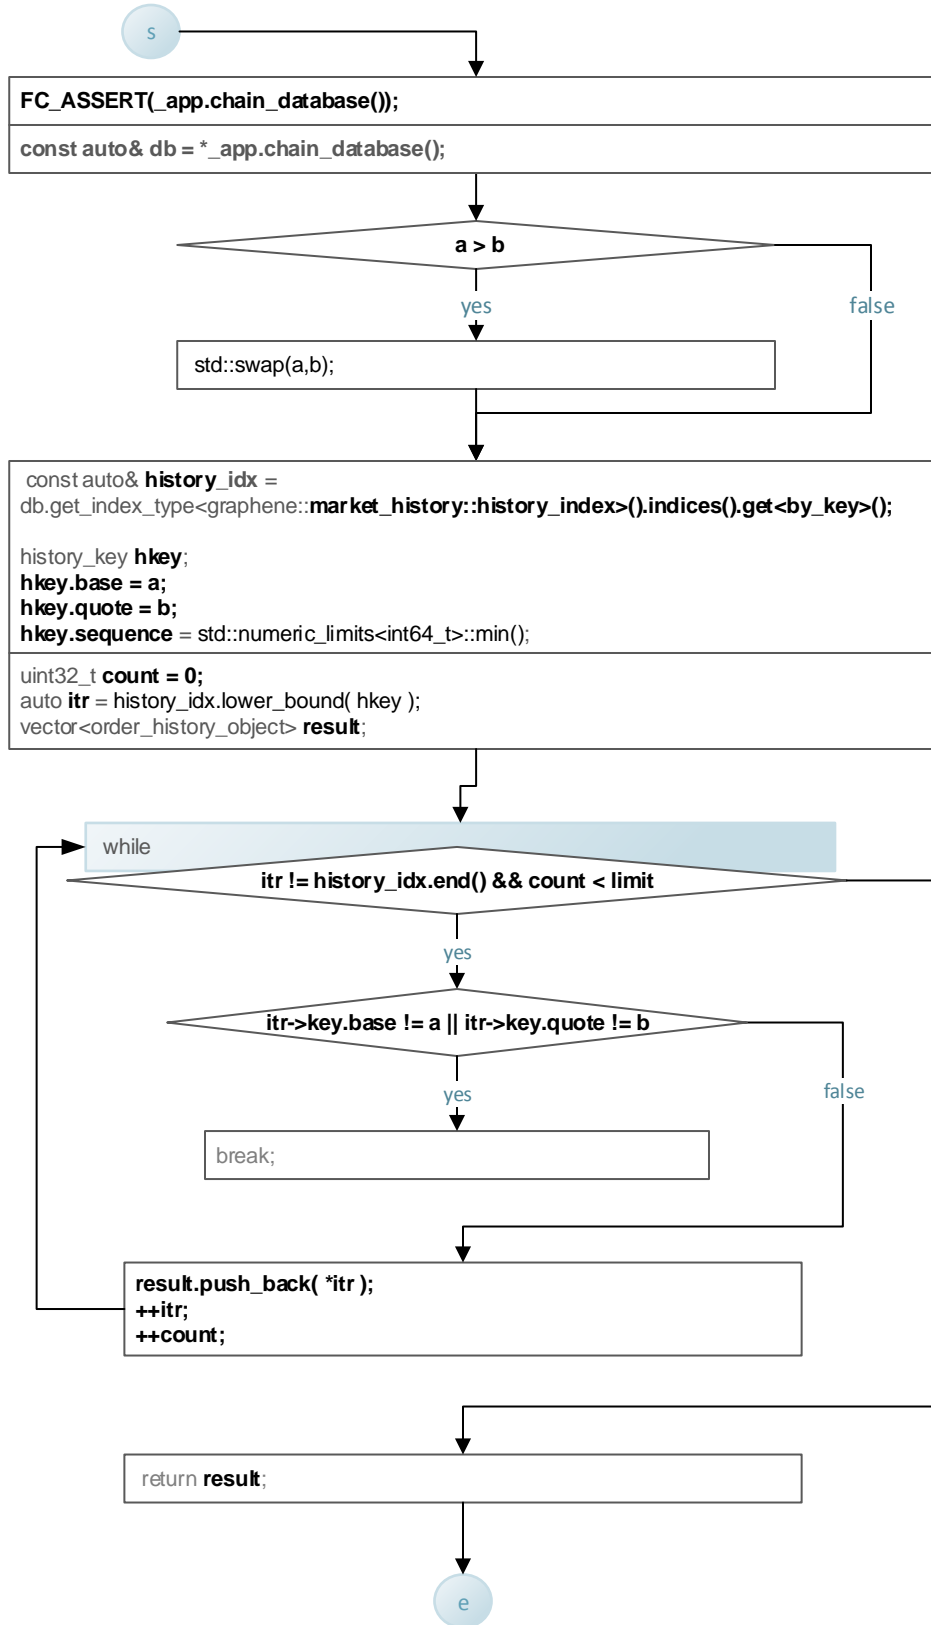 s
FC_ASSERT(_app.chain_database());
const auto& db = *_app.chain_database();
a > b
yes
false
std::swap(a,b);
const auto& history_idx =
db.get_index_type<graphene::market_history::history_index>().indices().get<by_key>();
history_key hkey;
hkey.base = a;
hkey.quote = b;
hkey.sequence = std::numeric_limits<int64_t>::min();
uint32_t count = 0;
auto itr = history_idx.lower_bound( hkey );
vector<order_history_object> result;
while
itr != history_idx.end() && count < limit
yes
itr->key.base != a || itr->key.quote != b
yes
false
break;
result.push_back( *itr );
++itr;
++count;
return result;
e